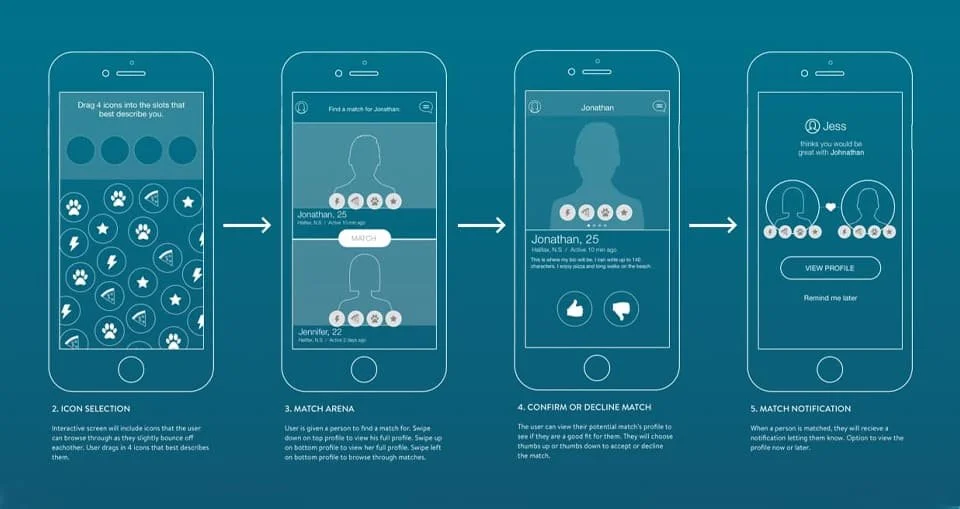 Drag 4 icons into the slots that
best describe you.
2. ICON SELECTION
Interactive screen will include icons that the user
can browse through as they slightly bounce off
eachother. User drags in 4 icons that best describes
them.
Find a match for Jonathan
Jonathan, 25
Halifax, N.S / Active 10 min ago
MATCH
Jennifer, 22
Halifax, N.S / Active 2 days ago
3. MATCH ARENA
User is given a person to find a match for. Swipe
down on top profile to view his full profile. Swipe up
on bottom profile to view her full profile. Swipe left
on bottom profile to browse through matches.
Jonathan
Jonathan, 25
Halifax, N.S / Active 10 min ago
This is where my bio will be. I can write up to 140
characters. I enjoy pizza and long walks on the beach.
4. CONFIRM OR DECLINE MATCH
The user can view their potential match's profile to
see if they are a good fit for them. They will choose
thumbs up or thumbs down to accept or decline
the match.
Jess
thinks you would be
great with Johnathan
VIEW PROFILE
Remind me later
5. MATCH NOTIFICATION
When a person is matched, they will recieve a
notification letting them know. Option to view the
profile now or later.